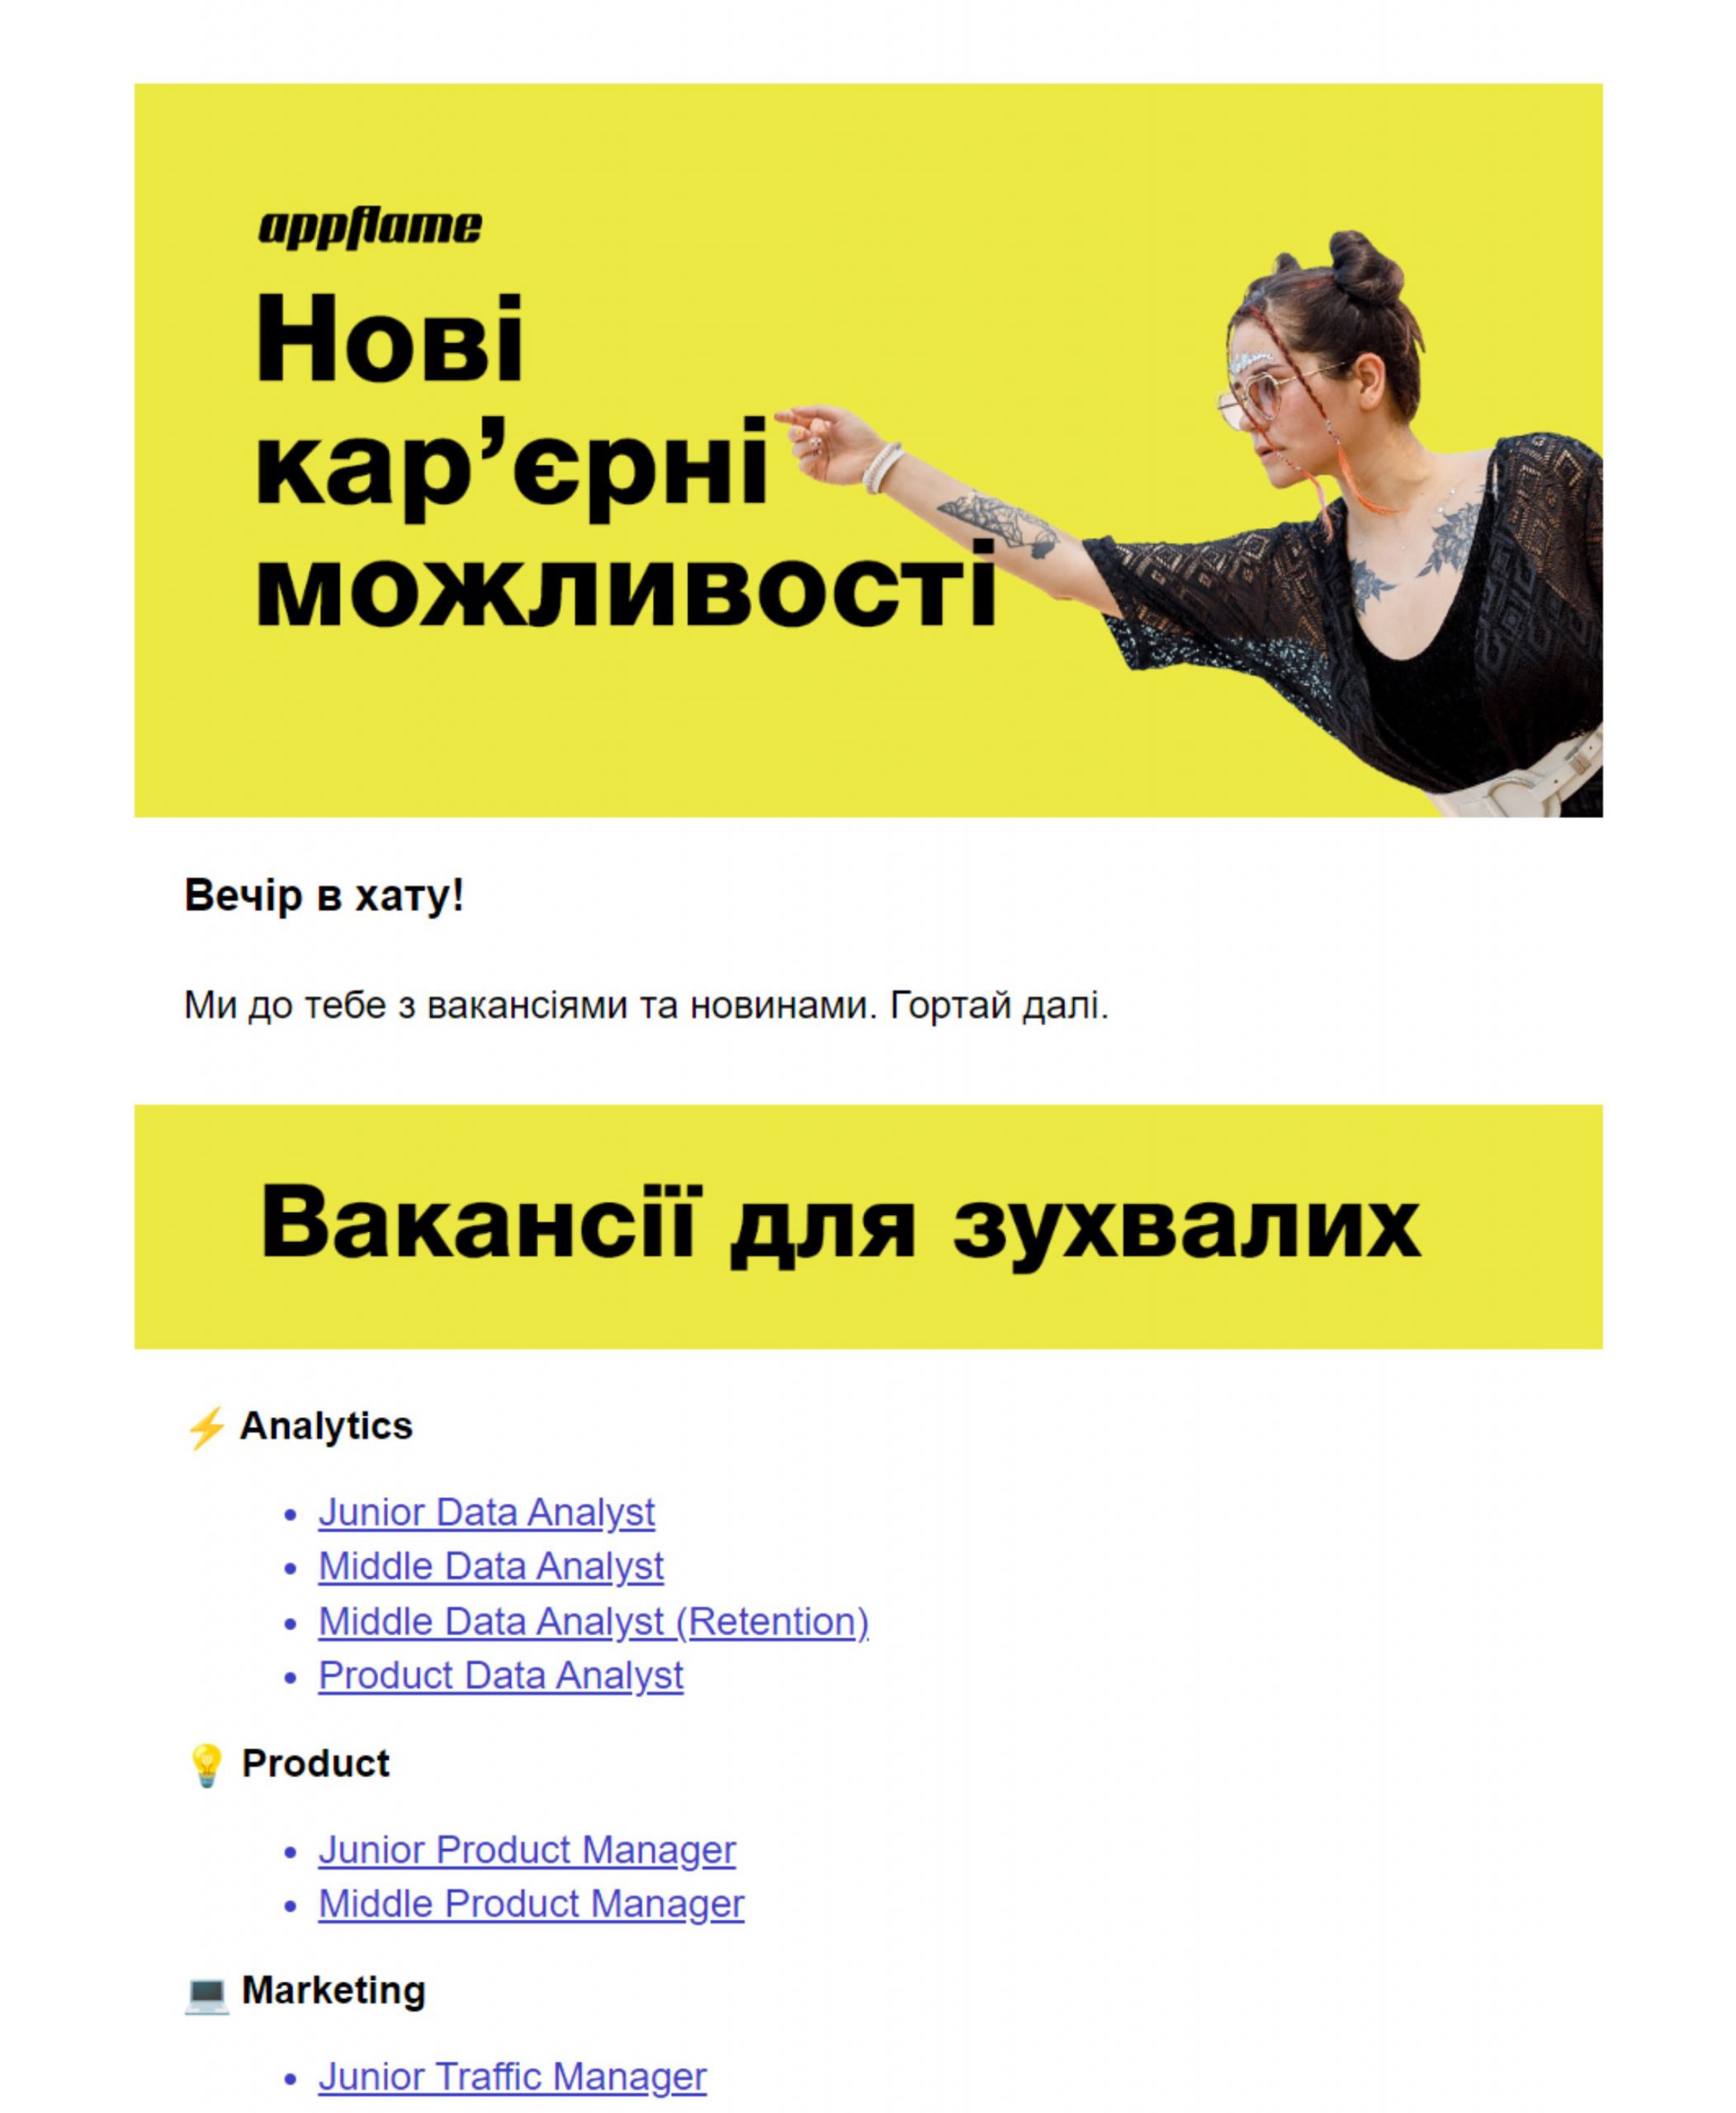 appflame
Нові
кар’єрні
можливості
Вечір в хату!
Ми до тебе з вакансіями та новинами. Гортай далі.
Вакансії для зухвалих
⚡ Analytics
• Junior Data Analyst
• Middle Data Analyst
• Middle Data Analyst (Retention)
• Product Data Analyst
💡 Product
• Junior Product Manager
• Middle Product Manager
💻 Marketing
• Junior Traffic Manager